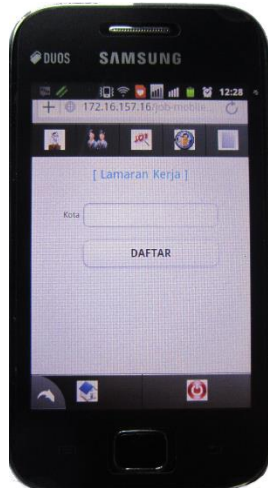 DUOS SAMSUNG
12:28
172.16.157.16/job-mobile...
[ Lamaran Kerja ]
Kota
DAFTAR